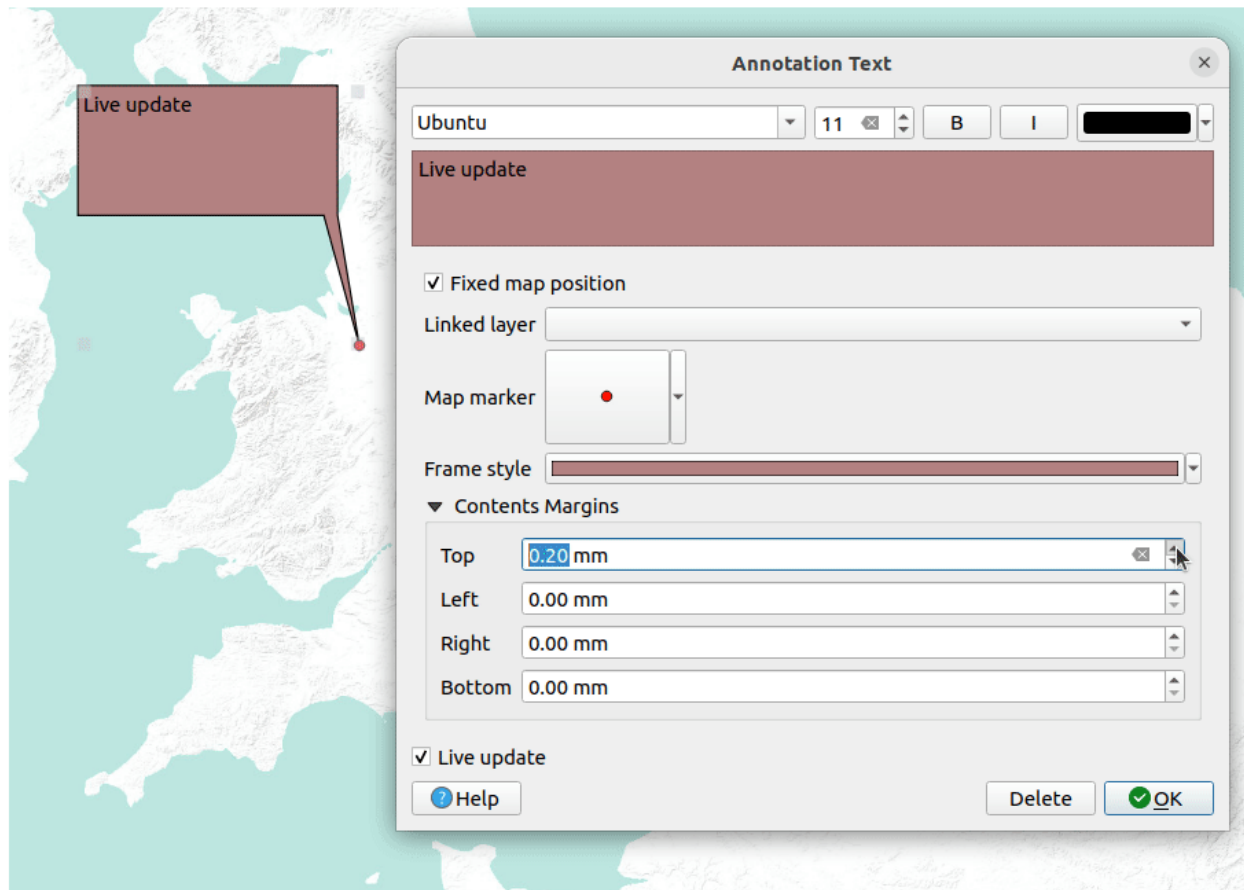 Live update
Annotation Text
Ubuntu
11
B
I
Live update
Fixed map position
Linked layer
Map marker
Frame style
Contents Margins
Top 0.20 mm
Left 0.00 mm
Right 0.00 mm
Bottom 0.00 mm
Live update
Help Delete OK